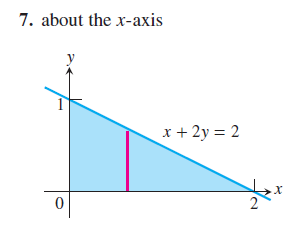 7. about the x-axis
y
1
x + 2y = 2
x
0
2